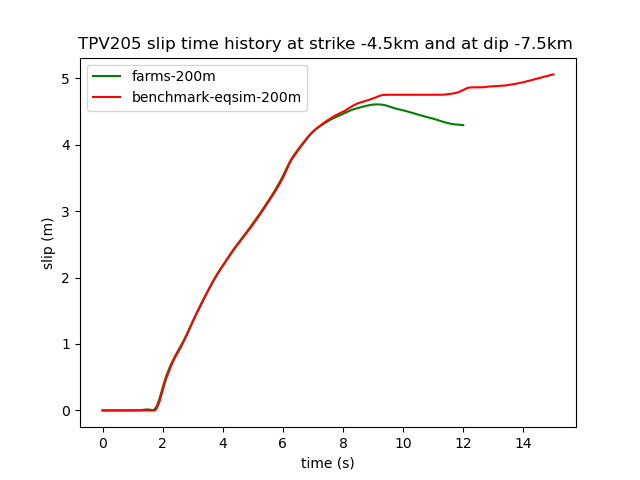 TPV205 slip time history at strike -4.5km and at dip -7.5km
farms-200m
benchmark-eqsim-200m
5
4
3
2
1
0
slip (m)
0 2 4 6 8 10 12 14
time (s)